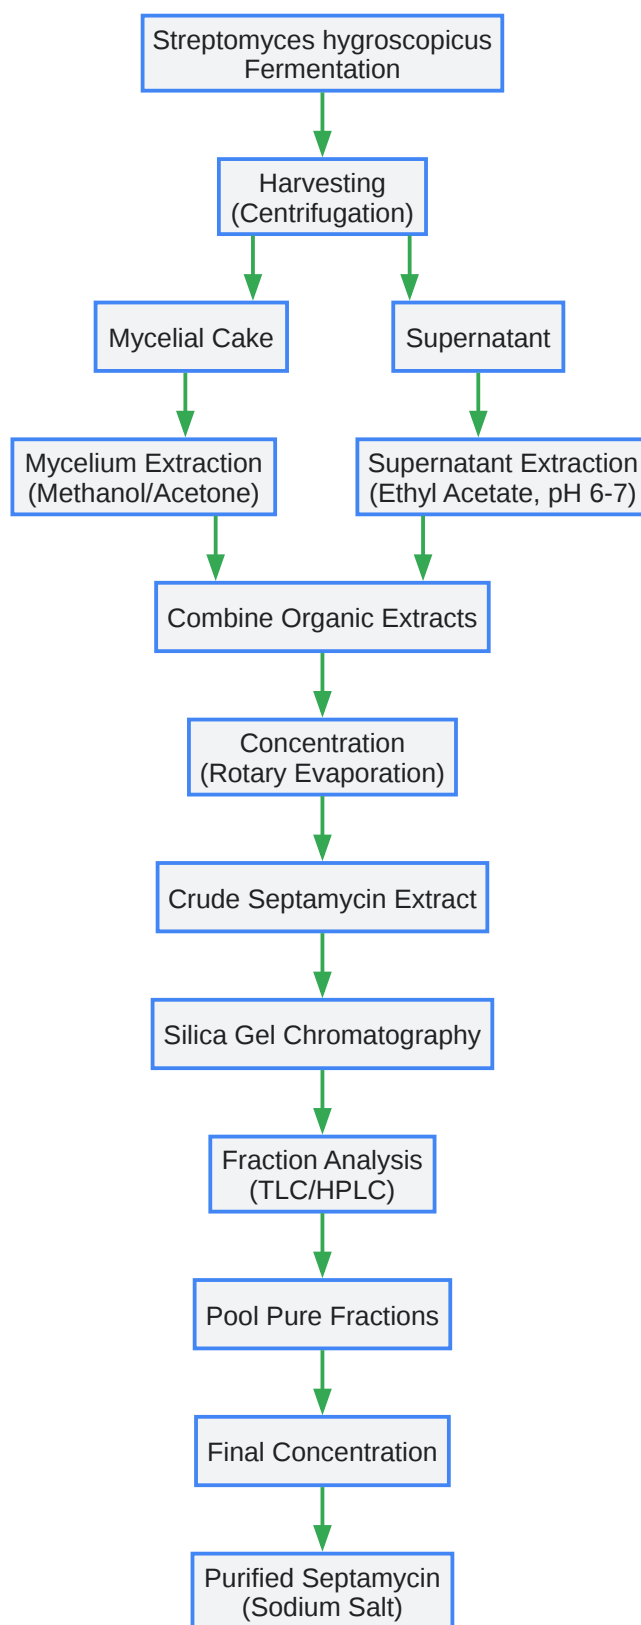 Streptomyces hygroscopicus
Fermentation
Harvesting
(Centrifugation)
Mycelial Cake
Supernatant
Mycelium Extraction
(Methanol/Acetone)
Supernatant Extraction
(Ethyl Acetate, pH 6-7)
Combine Organic Extracts
Concentration
(Rotary Evaporation)
Crude Septamycin Extract
Silica Gel Chromatography
Fraction Analysis
(TLC/HPLC)
Pool Pure Fractions
Final Concentration
Purified Septamycin
(Sodium Salt)